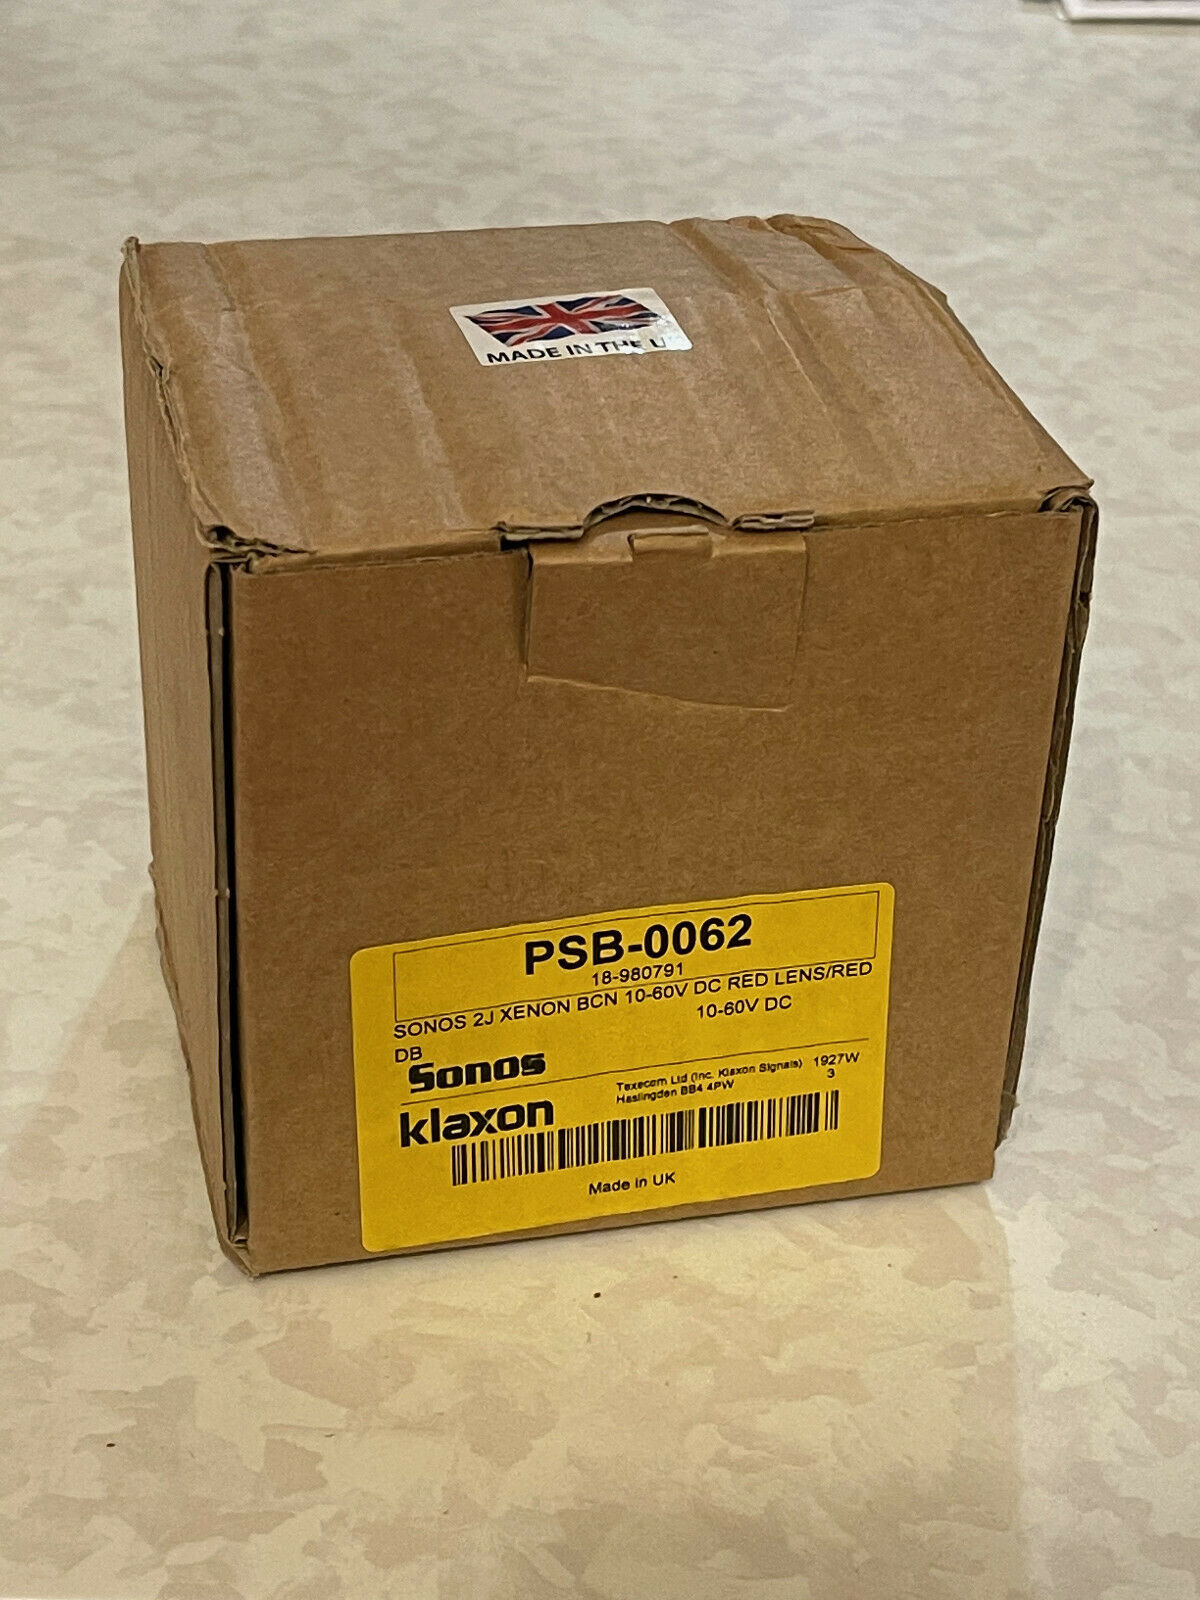 MADE IN THE U
PSB-0062
18-980791
SONOS 2J XENON BCN 10-60V DC RED LENS/RED
DB
10-60V DC
Sonos
Texecom Ltd (Inc. Klaxon Signals) 1927W
Haslingden BB4 4PW 3
klaxon
Made in UK